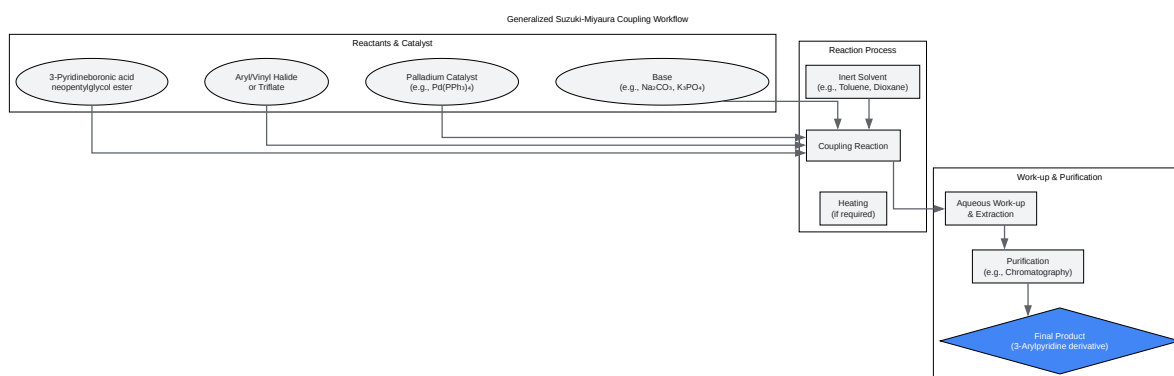 Generalized Suzuki-Miyaura Coupling Workflow
Reactants & Catalyst
3-Pyridineboronic acid
neopentylglycol ester
Aryl/Vinyl Halide
or Triflate
Palladium Catalyst
(e.g., Pd(PPh₃)₄)
Base
(e.g., Na₂CO₃, K₃PO₄)
Reaction Process
Inert Solvent
(e.g., Toluene, Dioxane)
Coupling Reaction
Heating
(if required)
Work-up & Purification
Aqueous Work-up
& Extraction
Purification
(e.g., Chromatography)
Final Product
(3-Arylpyridine derivative)